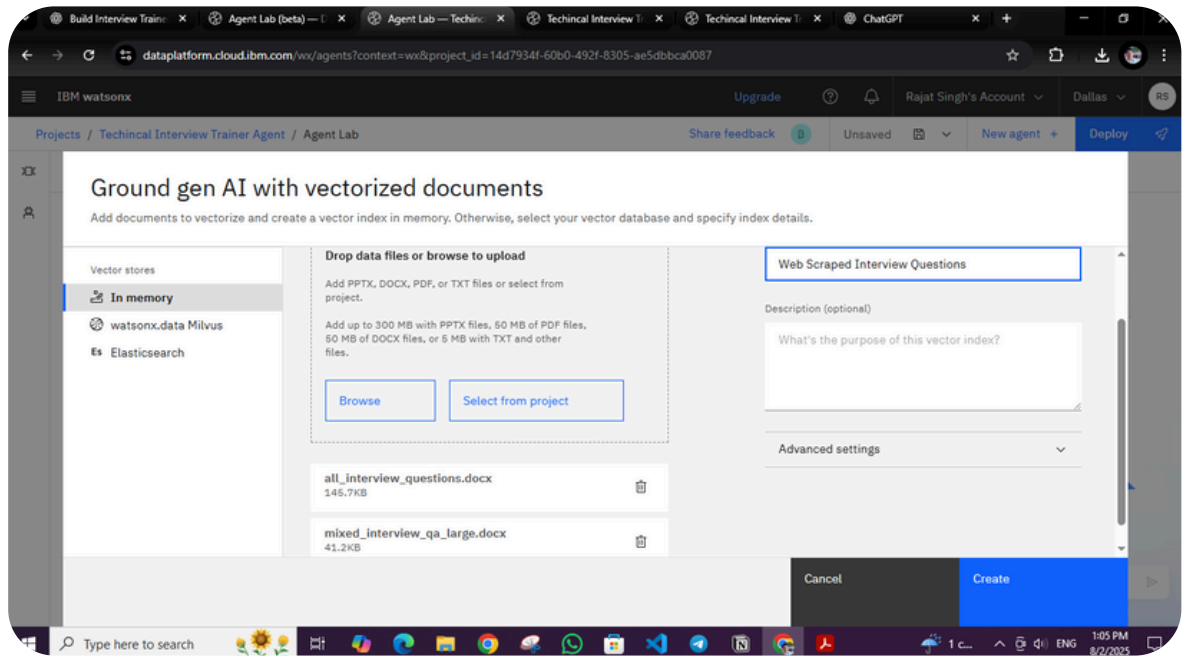 Build Interview Traine
Agent Lab (beta) — D
Agent Lab — Techinc
Techincal Interview Tr
Techincal Interview Tr
ChatGPT
dataplatform.cloud.ibm.com/wx/agents?context=wx&project_id=14d7934f-60b0-492f-8305-ae5dbbca0087
IBM watsonx
Upgrade
Rajat Singh's Account
Dallas
RS
Projects / Techincal Interview Trainer Agent / Agent Lab
Share feedback
Unsaved
New agent +
Deploy
Ground gen AI with vectorized documents
Add documents to vectorize and create a vector index in memory. Otherwise, select your vector database and specify index details.
Vector stores
In memory
watsonx.data Milvus
Es Elasticsearch
Drop data files or browse to upload
Add PPTX, DOCX, PDF, or TXT files or select from
project.
Add up to 300 MB with PPTX files, 50 MB of PDF files,
50 MB of DOCX files, or 5 MB with TXT and other
files.
Browse
Select from project
all_interview_questions.docx
145.7KB
mixed_interview_qa_large.docx
41.2KB
Web Scraped Interview Questions
Description (optional)
What's the purpose of this vector index?
Advanced settings
Cancel
Create
Type here to search
1 c...
ENG
1:05 PM
8/2/2025